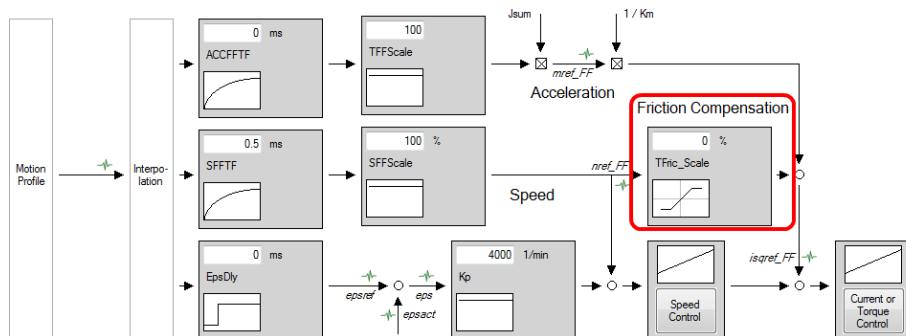 Jsum
1 / Km
0 ms
ACCFFTF
100
TFFScale
mref_FF
Acceleration
Friction Compensation
0.5 ms
SFFTF
100 %
SFFScale
nref_FF
0 %
TFric_Scale
Motion
Profile
Interpo-
lation
Speed
0 ms
EpsDly
epsref
eps
epsact
4000 1/min
Kp
Speed
Control
isqref_FF
Current or
Torque
Control